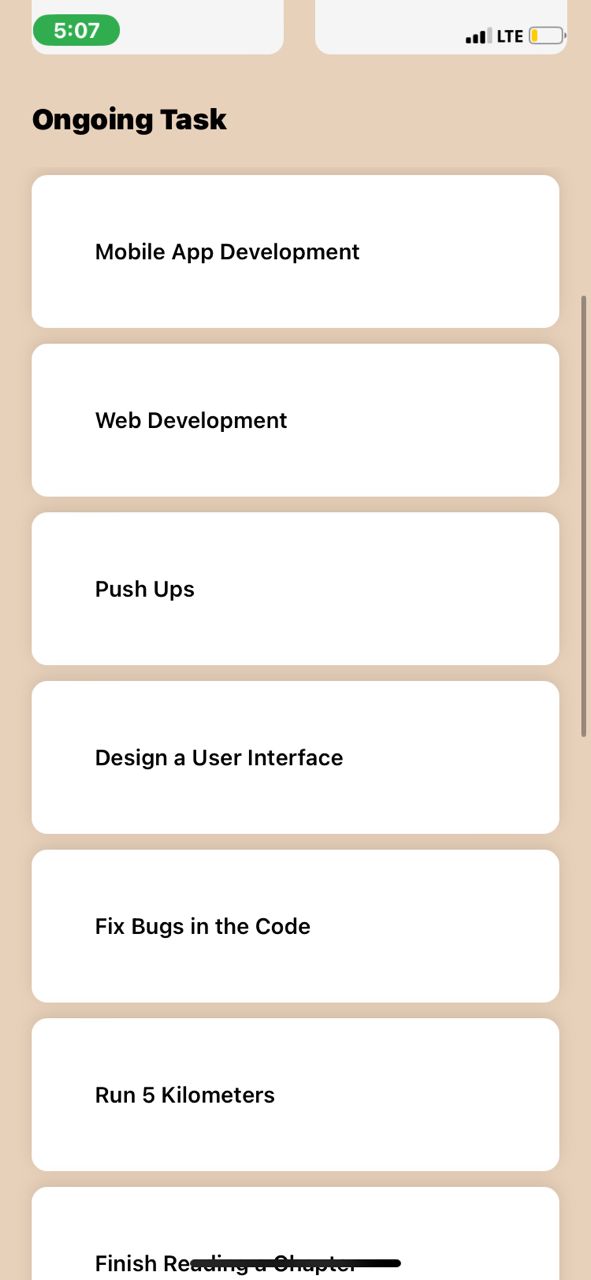 5:07
LTE
Ongoing Task
Mobile App Development
Web Development
Push Ups
Design a User Interface
Fix Bugs in the Code
Run 5 Kilometers
Finish Reading a Chapter